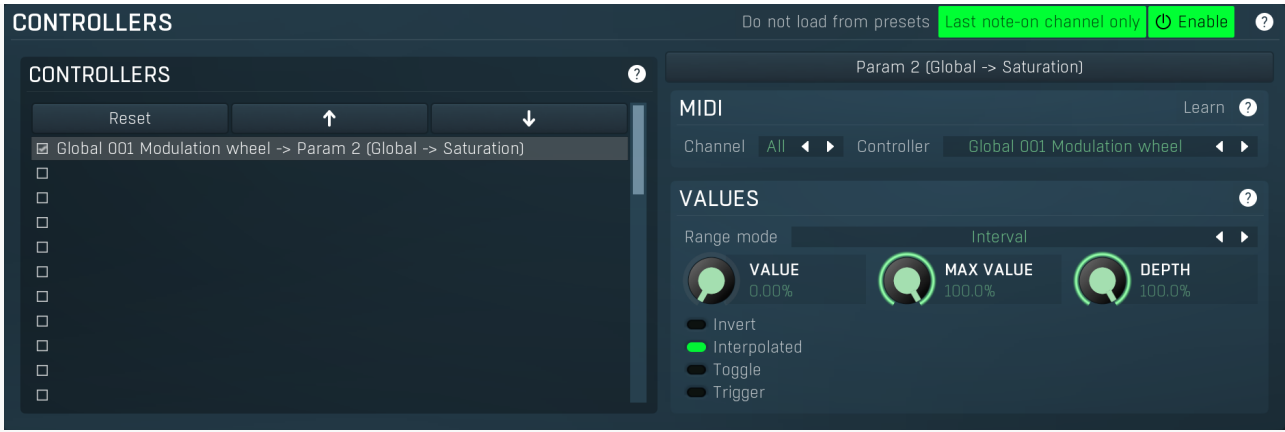 CONTROLLERS
Do not load from presets Last note-on channel only Enable ?
CONTROLLERS ?
Reset
Global 001 Modulation wheel -> Param 2 (Global -> Saturation)
Param 2 (Global -> Saturation)
MIDI Learn ?
Channel All Controller Global 001 Modulation wheel
VALUES ?
Range mode Interval
VALUE
0.00%
MAX VALUE
100.0%
DEPTH
100.0%
Invert
Interpolated
Toggle
Trigger